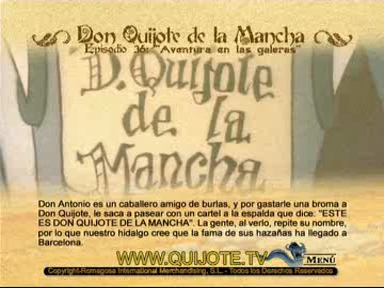 Don Quijote de la Mancha
Episodio 36: "Aventura en las galeras"
D. Quijote
de la
Mancha
Don Antonio es un caballero amigo de burlas, y por gastarle una broma a
Don Quijote, le saca a pasear con un cartel a la espalda que dice: "ESTE
ES DON QUIJOTE DE LA MANCHA". La gente, al verlo, repite su nombre,
por lo que nuestro hidalgo cree que la fama de sus hazañas ha llegado a
Barcelona.
WWW.QUIJOTE.TV
MENÚ
Copyright-Romagosa International Merchandising, S.L. - Todos los Derechos Reservados